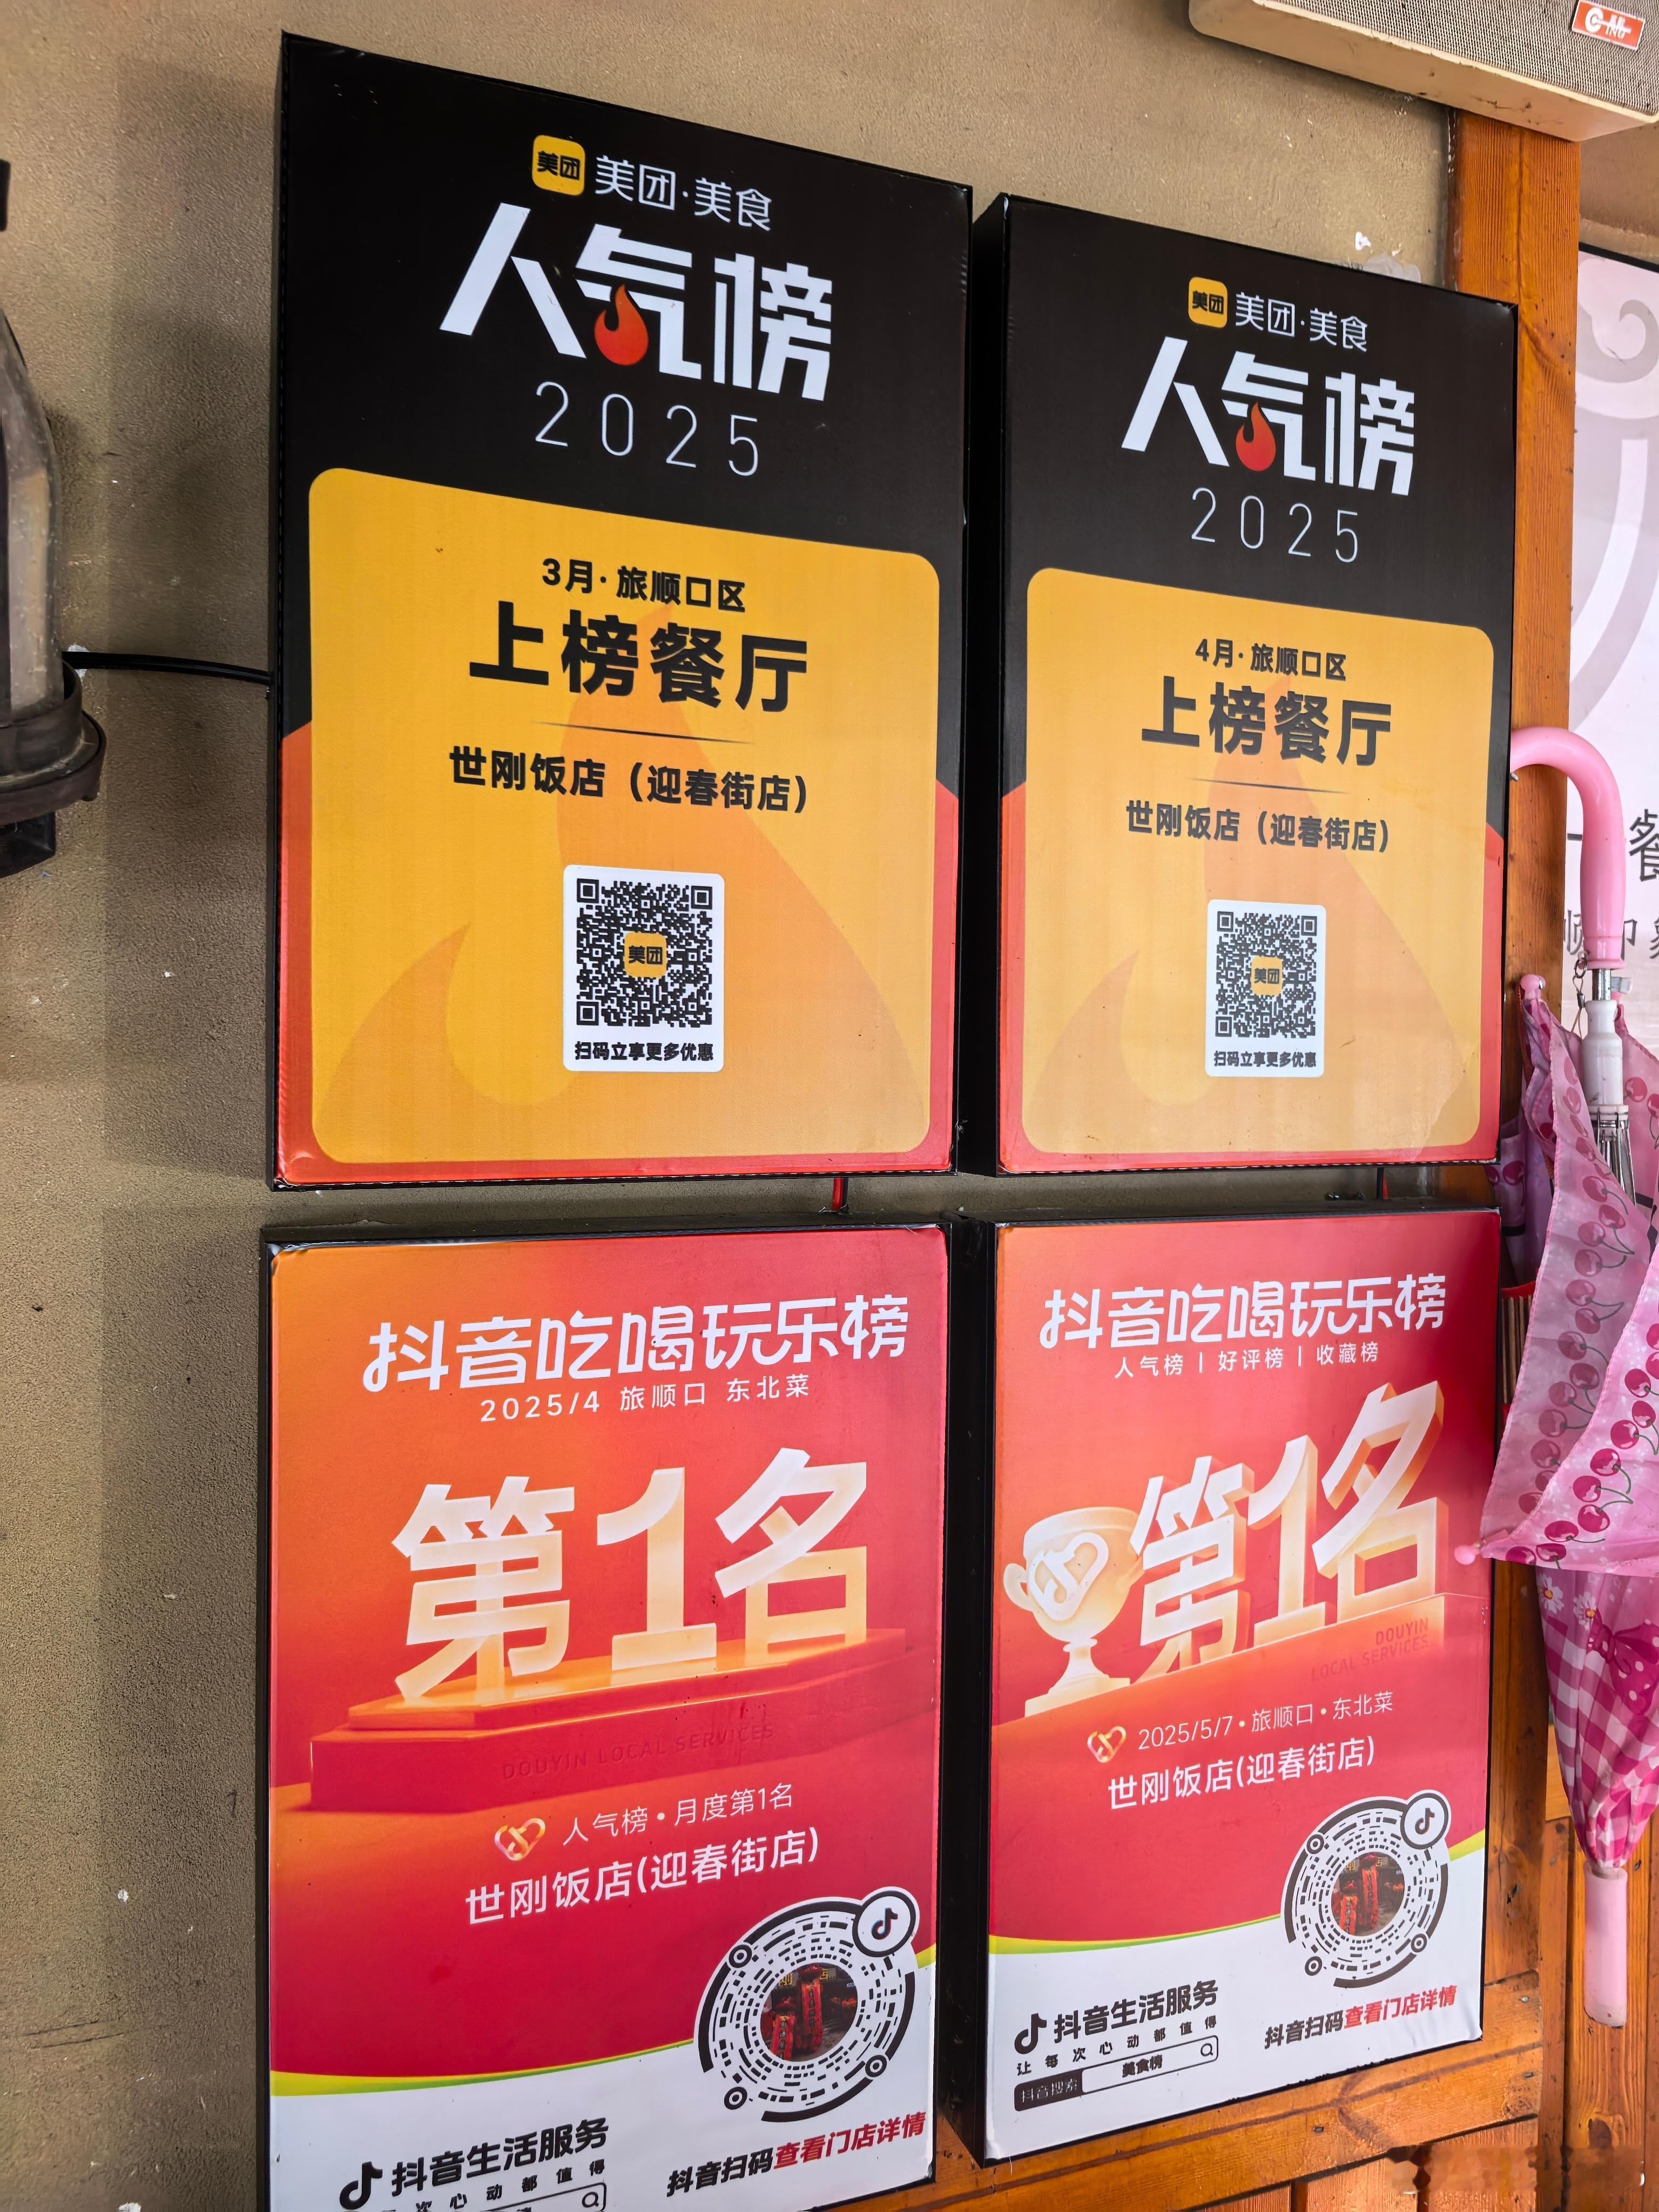 美团 美团·美食
人气榜
2025
3月·旅顺口区
上榜餐厅
世刚饭店（迎春街店）
美团
扫码立享更多优惠
美团 美团·美食
人气榜
2025
4月·旅顺口区
上榜餐厅
世刚饭店（迎春街店）
美团
扫码立享更多优惠
抖音吃喝玩乐榜
2025/4 旅顺口 东北菜
第1名
DOUYIN LOCAL SERVICES
人气榜·月度第1名
世刚饭店(迎春街店)
抖音生活服务
次心动都值得
抖音扫码查看门店详情
抖音吃喝玩乐榜
人气榜 | 好评榜 | 收藏榜
第1名
DOUYIN
LOCAL SERVICES
2025/5/7·旅顺口·东北菜
世刚饭店(迎春街店)
抖音生活服务
让每次心动都值得
抖音搜索 美食榜
抖音扫码查看门店详情
餐